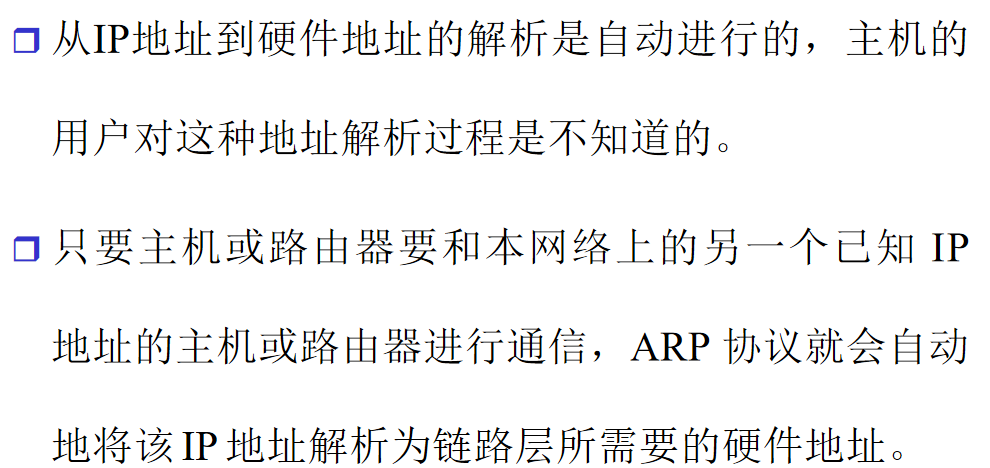 从IP地址到硬件地址的解析是自动进行的，主机的
用户对这种地址解析过程是不知道的。
只要主机或路由器要和本网络上的另一个已知 IP
地址的主机或路由器进行通信，ARP 协议就会自动
地将该 IP 地址解析为链路层所需要的硬件地址。